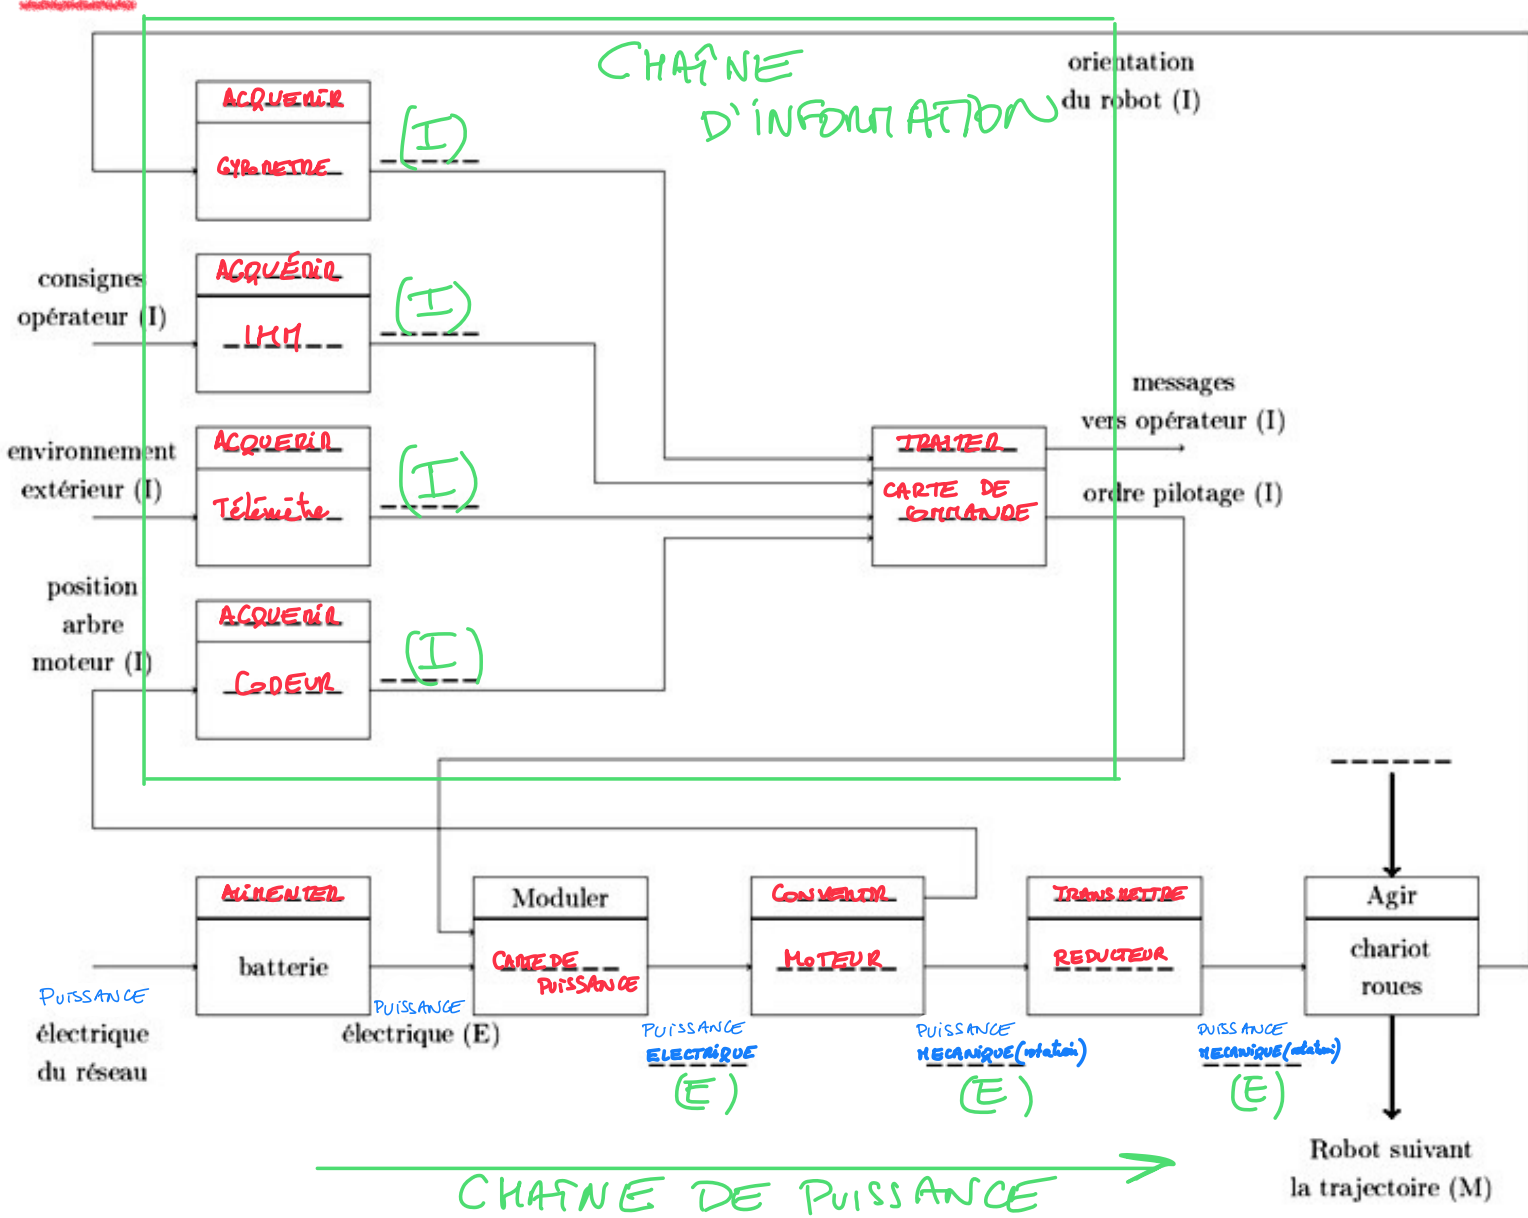 CHAÎNE
D'INFORMATION
orientation
du robot (I)
ACQUERIR
GYROMETRE
(I)
consignes
opérateur (I)
ACQUÉRIR
IHM
(I)
environnement
extérieur (I)
ACQUERIR
Télémètre
(I)
position
arbre
moteur (I)
ACQUERIR
CODEUR
(I)
TRAITER
CARTE DE
COMMANDE
messages
vers opérateur (I)
ordre pilotage (I)
ALIMENTER
batterie
Moduler
CARTE DE
PUISSANCE
CONVERTIR
MOTEUR
TRANSMETTRE
REDUCTEUR
Agir
chariot
roues
PUISSANCE
électrique
du réseau
PUISSANCE
électrique (E)
PUISSANCE
ELECTRIQUE
(E)
PUISSANCE
MECANIQUE (rotation)
(E)
PUISSANCE
MECANIQUE (rotation)
(E)
Robot suivant
la trajectoire (M)
CHAÎNE DE PUISSANCE